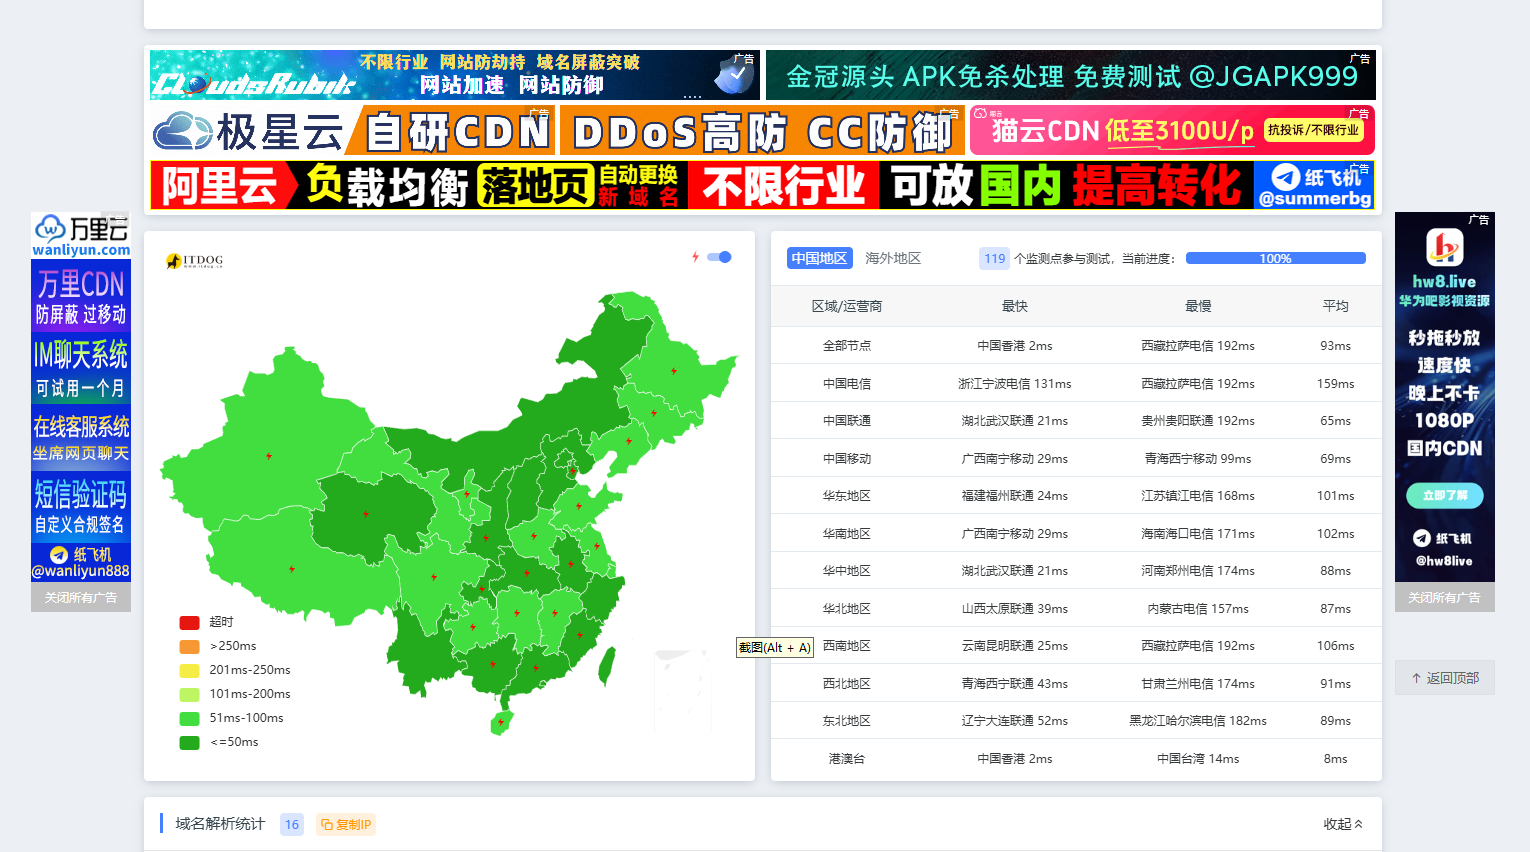 不限行业 网站防劫持 域名屏蔽突破
广告
CloudsRubik
网站加速 网站防御
金冠源头 APK免杀处理 免费测试 @JGAPK999
广告
极星云 自研CDN
广告
DDoS高防 CC防御
广告
猫云CDN 低至3100U/p 抗投诉/不限行业
广告
阿里云 负载均衡 落地页 自动更换 新域名 不限行业 可放国内 提高转化 纸飞机 @summerbg
广告
万里云
wanliyun.com
万里CDN
防屏蔽 过移动
IM聊天系统
可试用一个月
在线客服系统
坐席网页聊天
短信验证码
自定义合规签名
纸飞机
@wanliyun888
关闭所有广告
ITDOG
www.itdog.cn
超时
>250ms
201ms-250ms
101ms-200ms
51ms-100ms
<=50ms
截图(Alt + A)
中国地区 海外地区 119 个监测点参与测试，当前进度： 100%
区域/运营商 最快 最慢 平均
全部节点 中国香港 2ms 西藏拉萨电信 192ms 93ms
中国电信 浙江宁波电信 131ms 西藏拉萨电信 192ms 159ms
中国联通 湖北武汉联通 21ms 贵州贵阳联通 192ms 65ms
中国移动 广西南宁移动 29ms 青海西宁移动 99ms 69ms
华东地区 福建福州联通 24ms 江苏镇江电信 168ms 101ms
华南地区 广西南宁移动 29ms 海南海口电信 171ms 102ms
华中地区 湖北武汉联通 21ms 河南郑州电信 174ms 88ms
华北地区 山西太原联通 39ms 内蒙古电信 157ms 87ms
西南地区 云南昆明联通 25ms 西藏拉萨电信 192ms 106ms
西北地区 青海西宁联通 43ms 甘肃兰州电信 174ms 91ms
东北地区 辽宁大连联通 52ms 黑龙江哈尔滨电信 182ms 89ms
港澳台 中国香港 2ms 中国台湾 14ms 8ms
广告
hw8.live
华为吧影视资源
秒拖秒放
速度快
晚上不卡
1080P
国内CDN
立即了解
纸飞机
@hw8live
关闭所有广告
返回顶部
域名解析统计 16 复制IP 收起